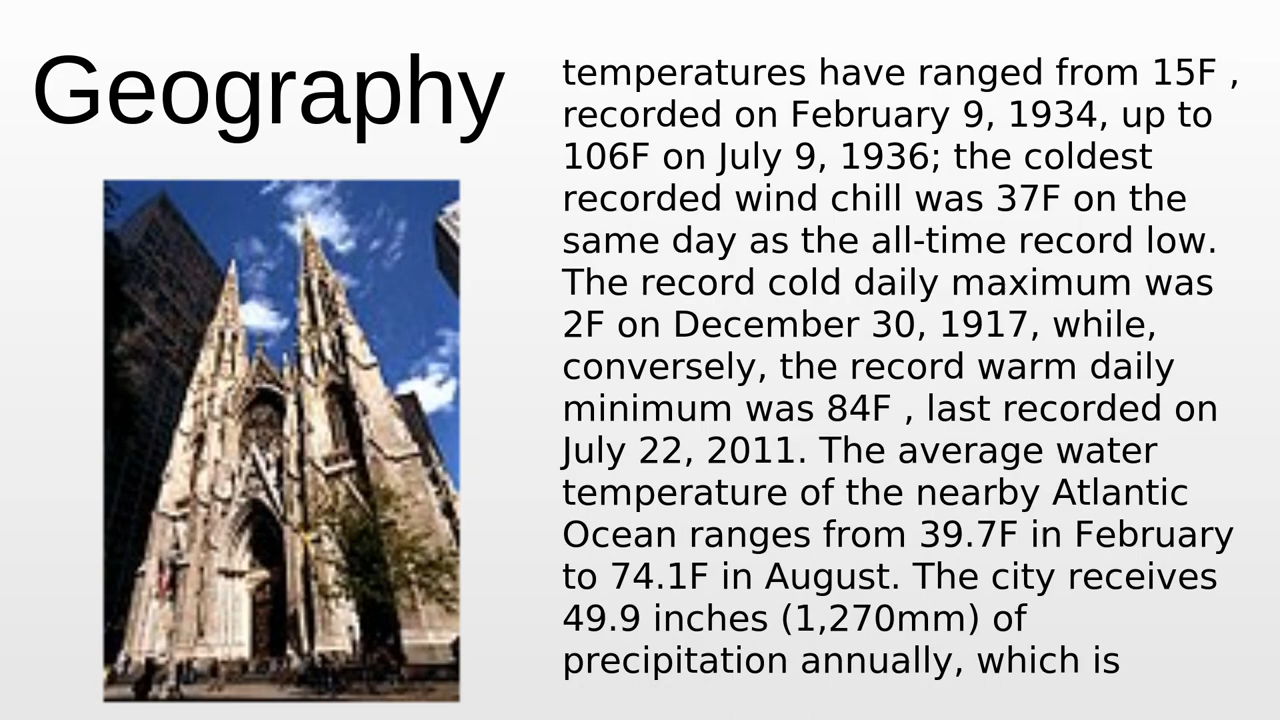 Geography
temperatures have ranged from 15F ,
recorded on February 9, 1934, up to
106F on July 9, 1936; the coldest
recorded wind chill was 37F on the
same day as the all-time record low.
The record cold daily maximum was
2F on December 30, 1917, while,
conversely, the record warm daily
minimum was 84F , last recorded on
July 22, 2011. The average water
temperature of the nearby Atlantic
Ocean ranges from 39.7F in February
to 74.1F in August. The city receives
49.9 inches (1,270mm) of
precipitation annually, which is